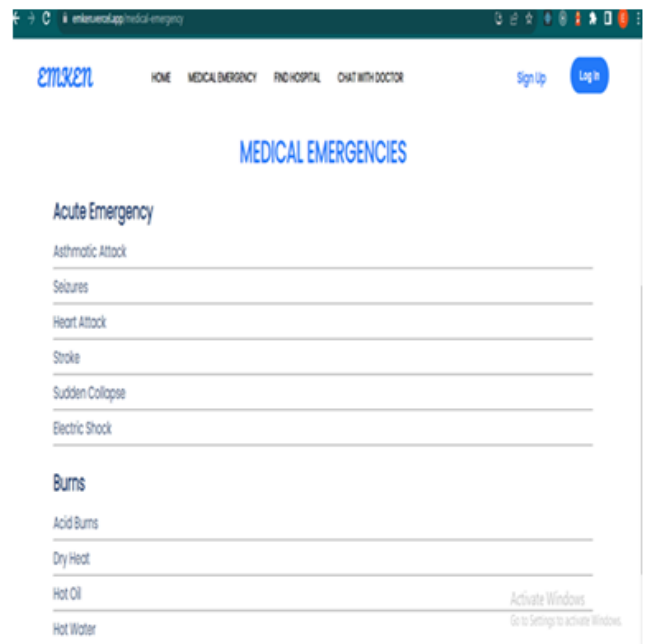 emken.vercel.app/medical-emergency
EMKEN HOME MEDICAL EMERGENCY FIND HOSPITAL CHAT WITH DOCTOR Sign Up Log In
MEDICAL EMERGENCIES
Acute Emergency
Asthmatic Attack
Seizures
Heart Attack
Stroke
Sudden Collapse
Electric Shock
Burns
Acid Burns
Dry Heat
Hot Oil
Hot Water
Activate Windows
Go to Settings to activate Windows.